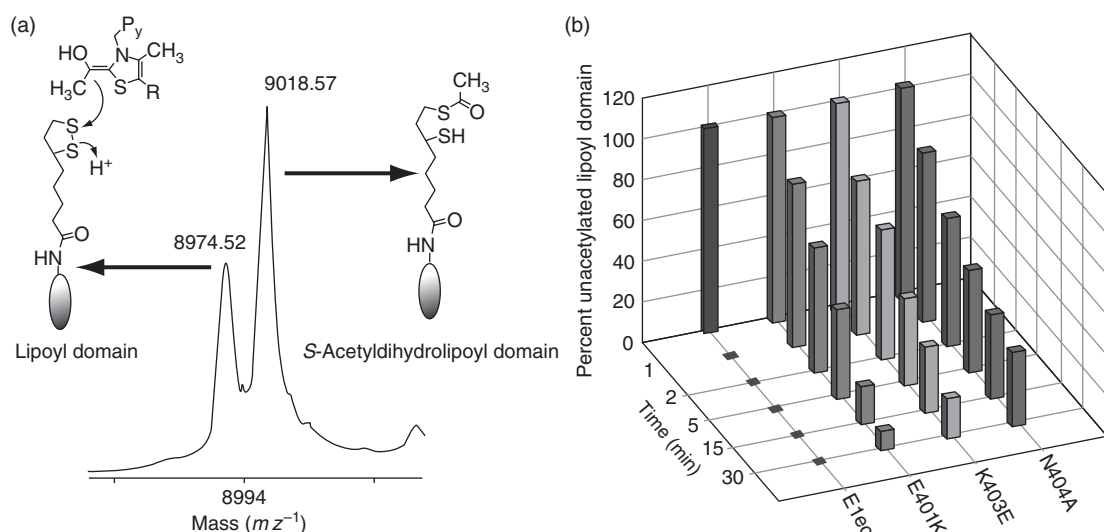 (a)
P
y
HO
N
CH3
H3C
S
R
9018.57
CH3
S
O
SH
S
S
H+
O
HN
8974.52
O
HN
Lipoyl domain
S-Acetyldihydrolipoyl domain
8994
Mass (m z−1)
(b)
Percent unacetylated lipoyl domain
120
100
80
60
40
20
0
1
2
5
15
30
Time (min)
E1ec
E401K
K403E
N404A